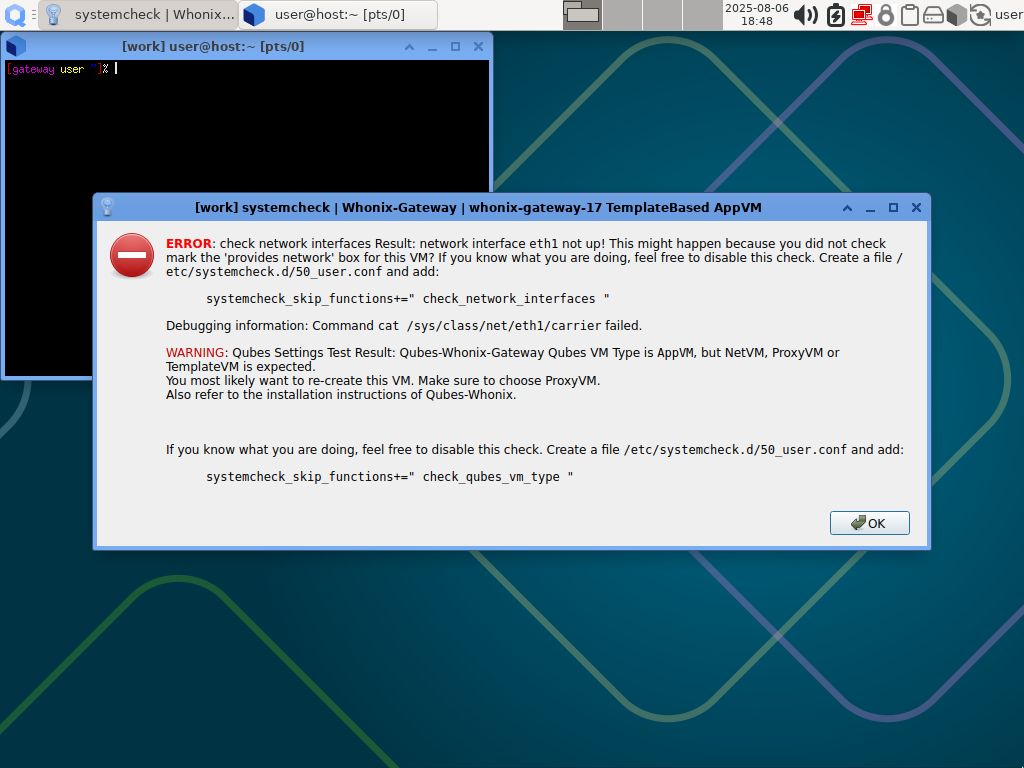 systemcheck | Whonix...
user@host:~ [pts/0]
2025-08-06
18:48
user
[work] user@host:~ [pts/0]
[gateway user ~]%
[work] systemcheck | Whonix-Gateway | whonix-gateway-17 TemplateBased AppVM
ERROR: check network interfaces Result: network interface eth1 not up! This might happen because you did not check
mark the 'provides network' box for this VM? If you know what you are doing, feel free to disable this check. Create a file /
etc/systemcheck.d/50_user.conf and add:
systemcheck_skip_functions+=" check_network_interfaces "
Debugging information: Command cat /sys/class/net/eth1/carrier failed.
WARNING: Qubes Settings Test Result: Qubes-Whonix-Gateway Qubes VM Type is AppVM, but NetVM, ProxyVM or
TemplateVM is expected.
You most likely want to re-create this VM. Make sure to choose ProxyVM.
Also refer to the installation instructions of Qubes-Whonix.
If you know what you are doing, feel free to disable this check. Create a file /etc/systemcheck.d/50_user.conf and add:
systemcheck_skip_functions+=" check_qubes_vm_type "
OK